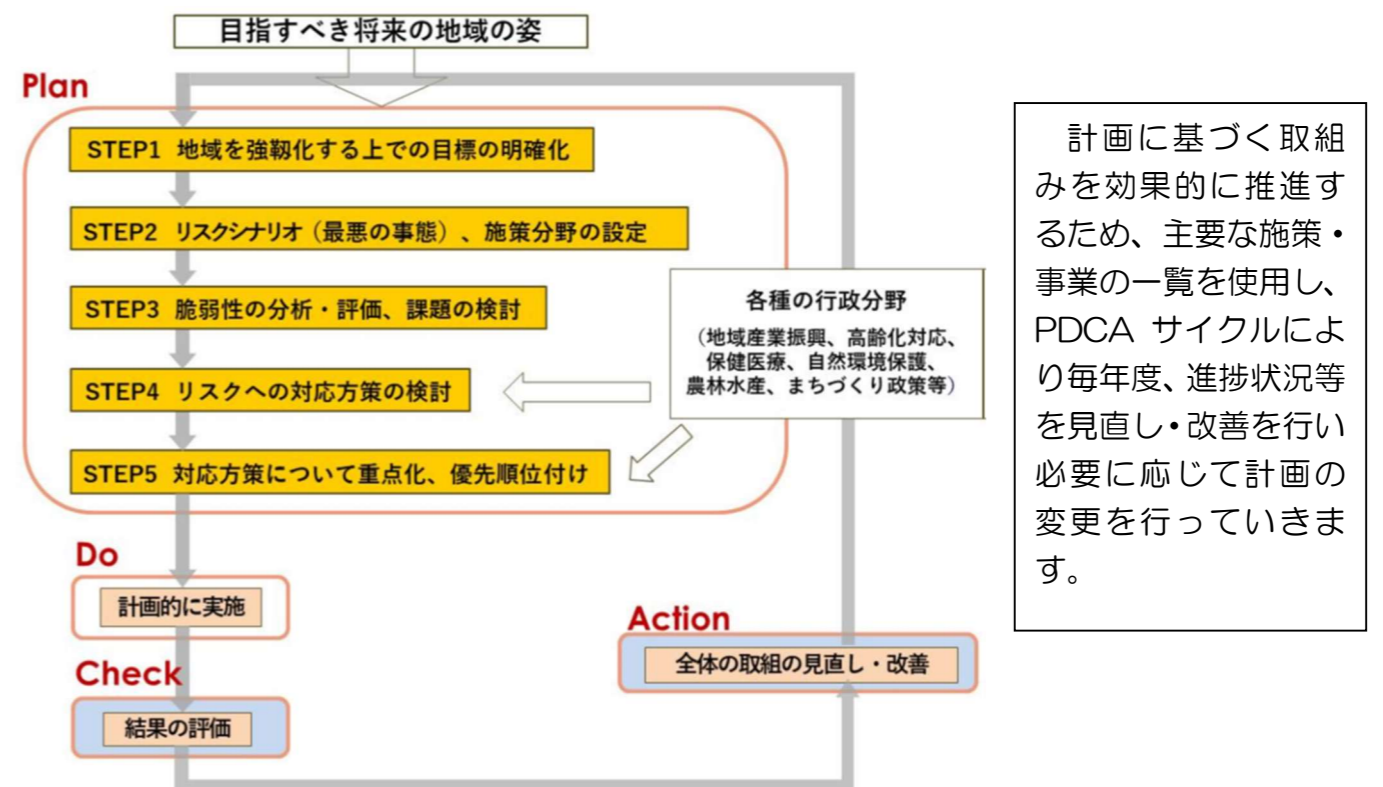 目指すべき将来の地域の姿
Plan
STEP1 地域を強靱化する上での目標の明確化
STEP2 リスクシナリオ（最悪の事態）、施策分野の設定
STEP3 脆弱性の分析・評価、課題の検討
STEP4 リスクへの対応方策の検討
STEP5 対応方策について重点化、優先順位付け
各種の行政分野
（地域産業振興、高齢化対応、
保健医療、自然環境保護、
農林水産、まちづくり政策等）
Do
計画的に実施
Check
結果の評価
Action
全体の取組の見直し・改善
計画に基づく取組
みを効果的に推進す
るため、主要な施策・
事業の一覧を使用し、
PDCA サイクルによ
り毎年度、進捗状況等
を見直し・改善を行い
必要に応じて計画の
変更を行っていきま
す。